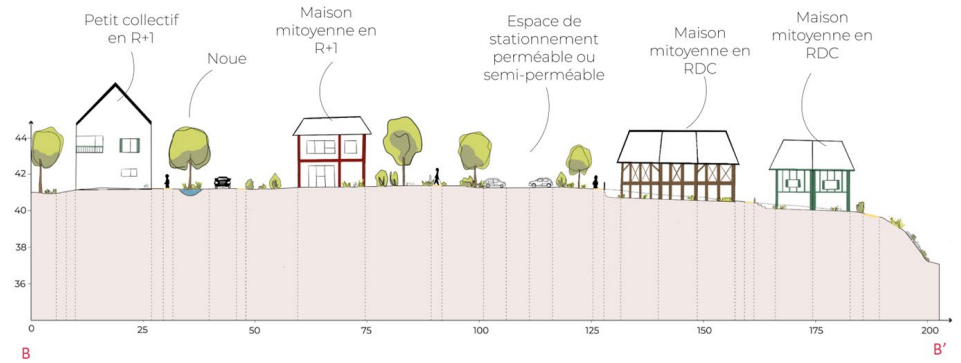 Petit collectif
en R+1
Noue
Maison
mitoyenne en
R+1
Espace de
stationnement
perméable ou
semi-perméable
Maison
mitoyenne en
RDC
Maison
mitoyenne en
RDC
44
42
40
38
36
0
25
50
75
100
125
150
175
200
B
B'